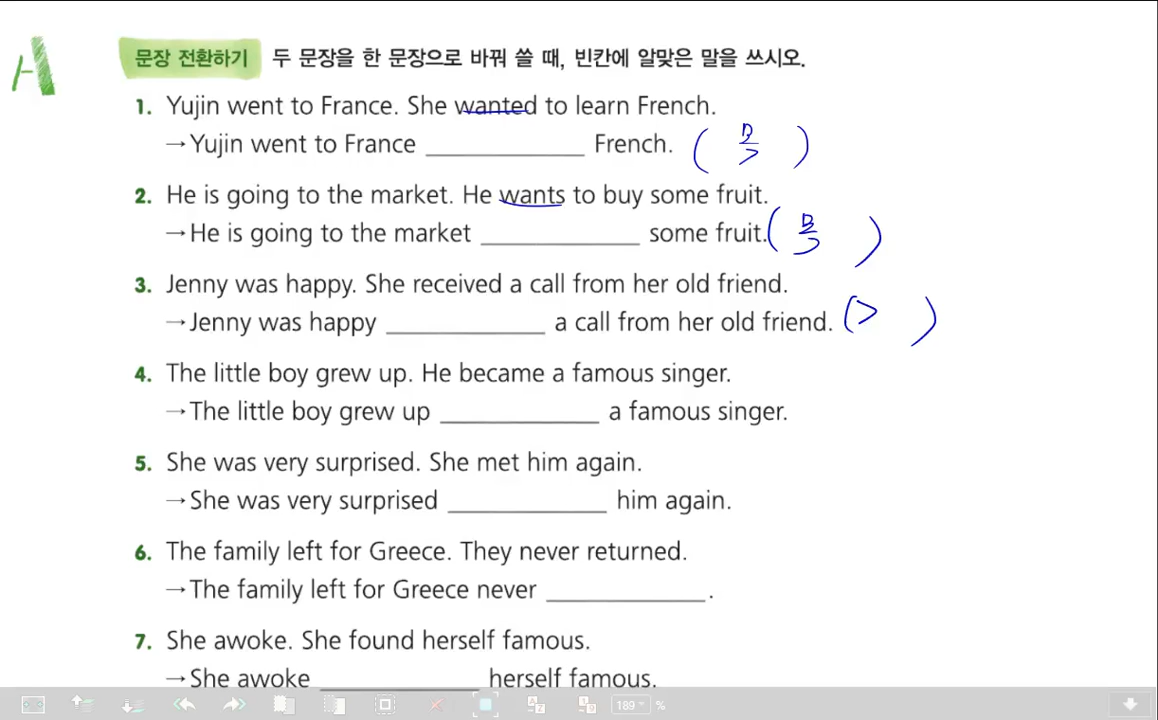 A
문장 전환하기 두 문장을 한 문장으로 바꿔 쓸 때, 빈칸에 알맞은 말을 쓰시오.
1. Yujin went to France. She wanted to learn French.
→ Yujin went to France ____________ French. ( )
2. He is going to the market. He wants to buy some fruit.
→ He is going to the market ____________ some fruit. ( )
3. Jenny was happy. She received a call from her old friend.
→ Jenny was happy ____________ a call from her old friend. ( )
4. The little boy grew up. He became a famous singer.
→ The little boy grew up ____________ a famous singer.
5. She was very surprised. She met him again.
→ She was very surprised ____________ him again.
6. The family left for Greece. They never returned.
→ The family left for Greece never ____________.
7. She awoke. She found herself famous.
→ She awoke ____________ herself famous.
189 %